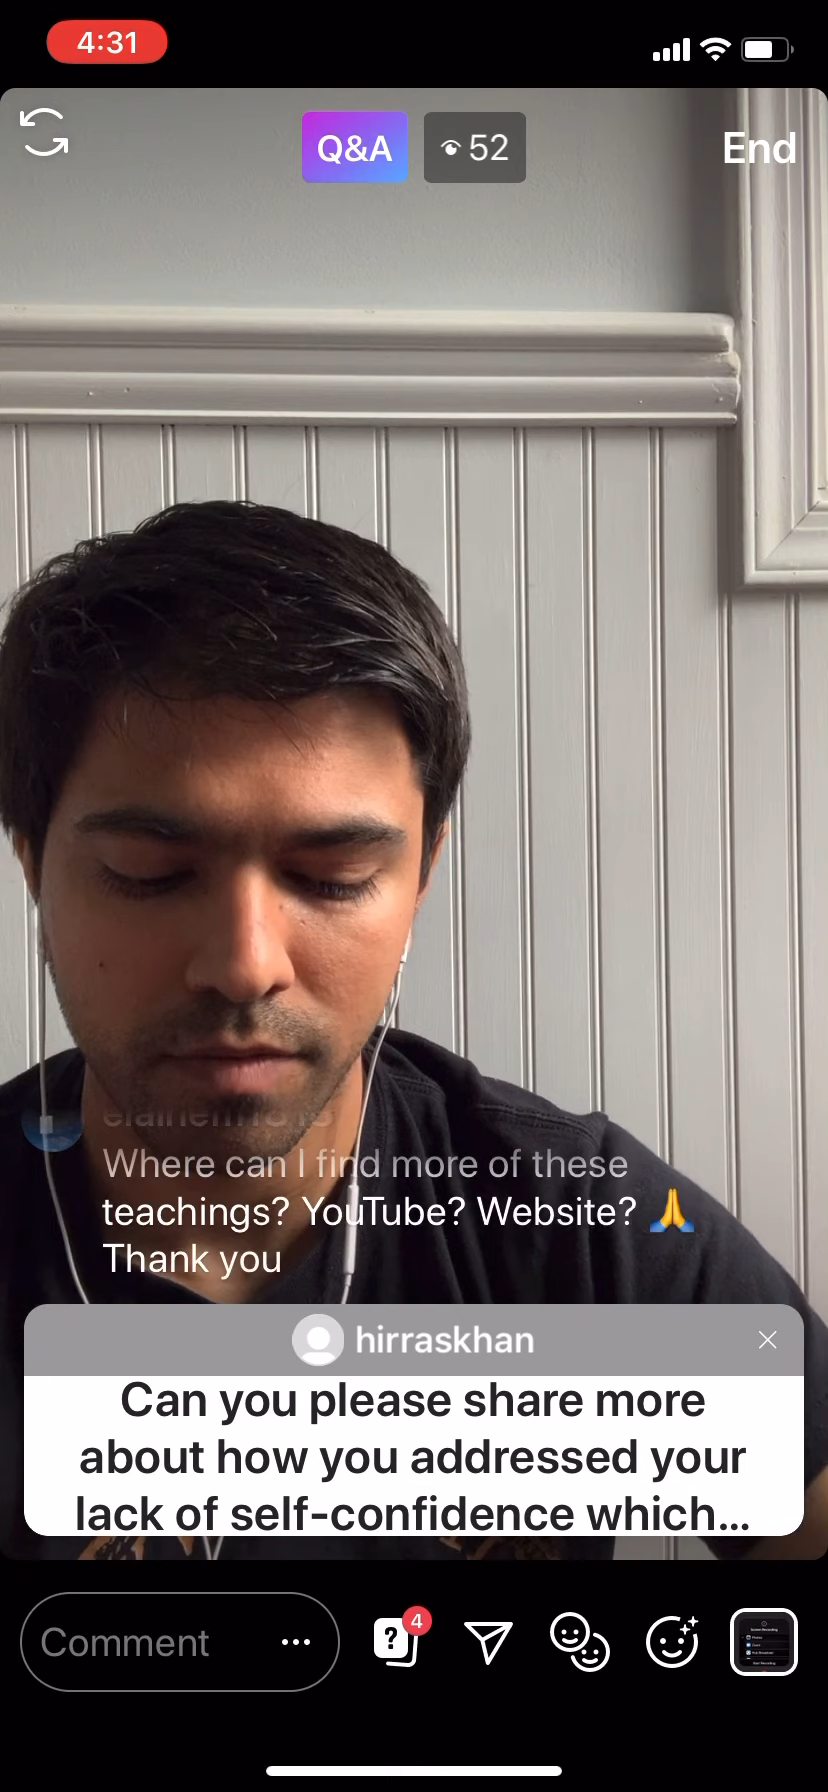 4:31
Q&A
52
End
Where can I find more of these
teachings? YouTube? Website? 🙏
Thank you
hirraskhan
Can you please share more
about how you addressed your
lack of self-confidence which...
Comment
4